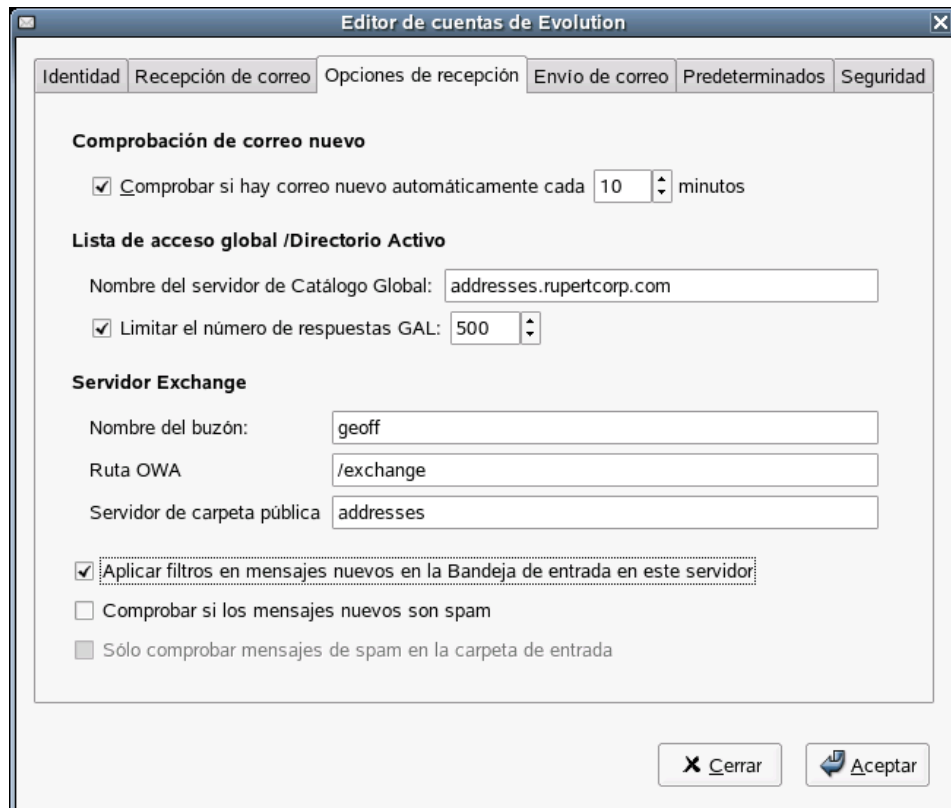 Editor de cuentas de Evolution
Identidad Recepción de correo Opciones de recepción Envío de correo Predeterminados Seguridad
Comprobación de correo nuevo
Comprobar si hay correo nuevo automáticamente cada 10 minutos
Lista de acceso global /Directorio Activo
Nombre del servidor de Catálogo Global: addresses.rupertcorp.com
Limitar el número de respuestas GAL: 500
Servidor Exchange
Nombre del buzón: geoff
Ruta OWA /exchange
Servidor de carpeta pública addresses
Aplicar filtros en mensajes nuevos en la Bandeja de entrada en este servidor
Comprobar si los mensajes nuevos son spam
Sólo comprobar mensajes de spam en la carpeta de entrada
Cerrar Aceptar